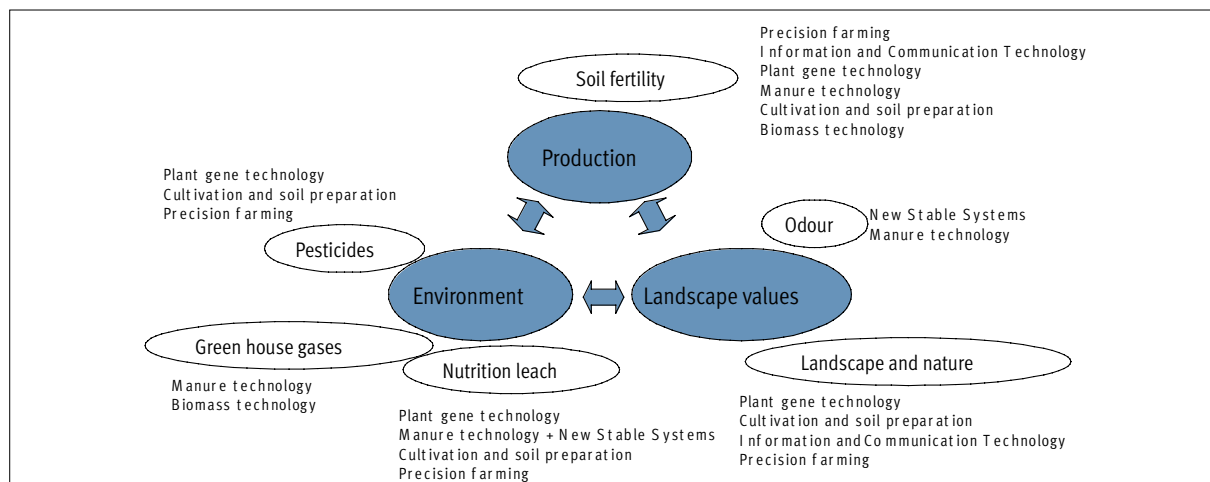 Precision farming
Information and Communication Technology
Plant gene technology
Manure technology
Cultivation and soil preparation
Biomass technology
Soil fertility
Production
Plant gene technology
Cultivation and soil preparation
Precision farming
Pesticides
Odour
New Stable Systems
Manure technology
Environment
Landscape values
Green house gases
Manure technology
Biomass technology
Nutrition leach
Plant gene technology
Manure technology + New Stable Systems
Cultivation and soil preparation
Precision farming
Landscape and nature
Plant gene technology
Cultivation and soil preparation
Information and Communication Technology
Precision farming